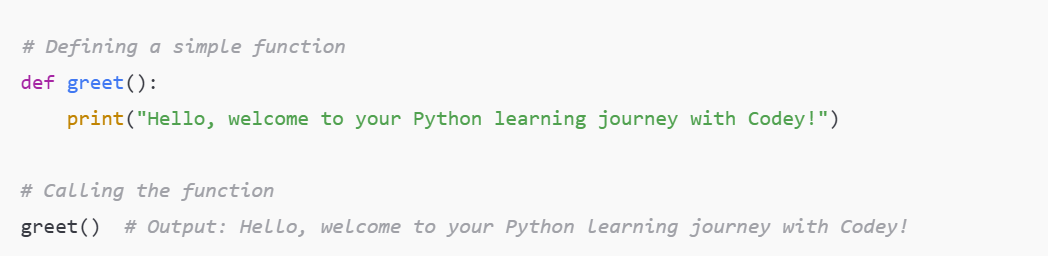 # Defining a simple function
def greet():
    print("Hello, welcome to your Python learning journey with Codey!")
# Calling the function
greet()  # Output: Hello, welcome to your Python learning journey with Codey!